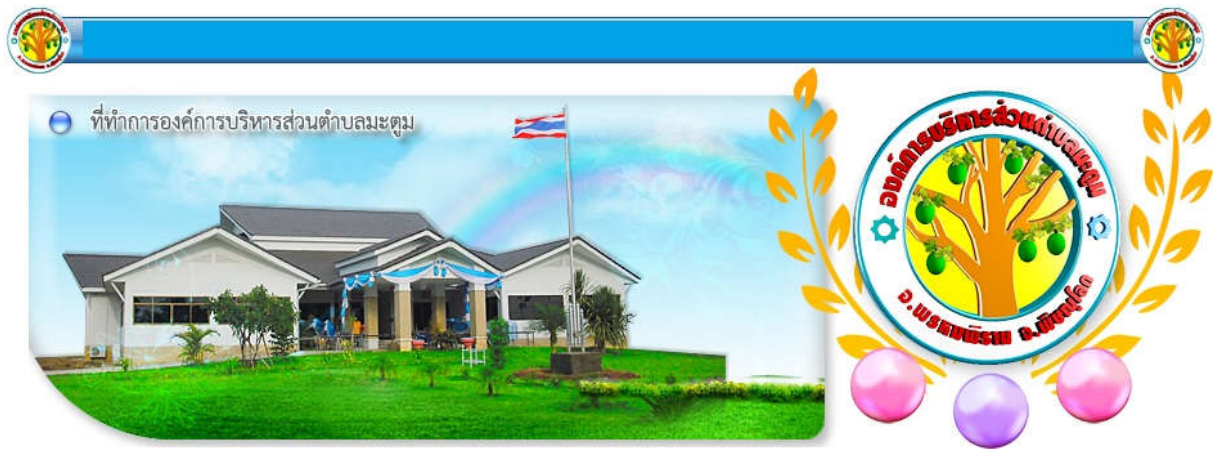 ที่ทำการองค์การบริหารส่วนตำบลมะตูม
องค์การบริหารส่วนตำบลมะตูม
อ.พรหมพิราม จ.พิษณุโลก